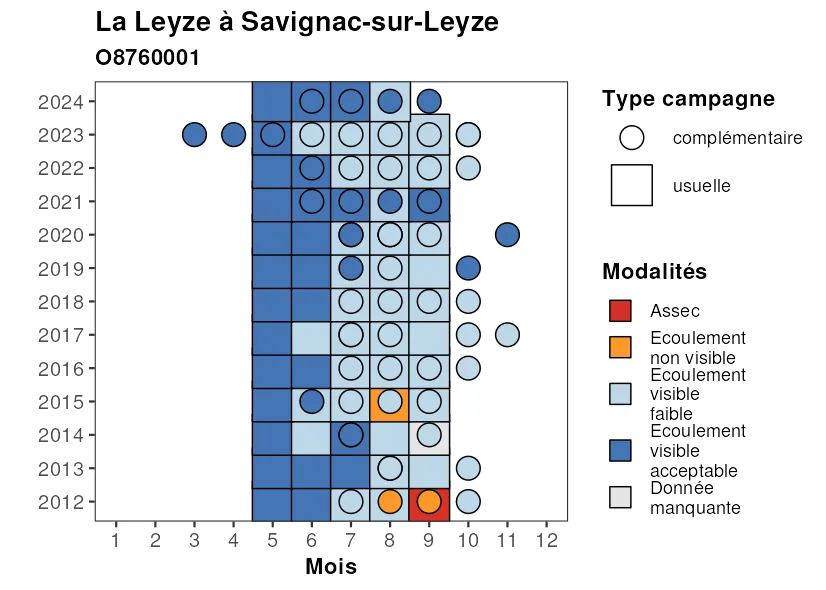 La Leyze à Savignac-sur-Leyze
O8760001
2024
2023
2022
2021
2020
2019
2018
2017
2016
2015
2014
2013
2012
1 2 3 4 5 6 7 8 9 10 11 12
Mois
Type campagne
complémentaire
usuelle
Modalités
Assec
Ecoulement
non visible
Ecoulement
visible
faible
Ecoulement
visible
acceptable
Donnée
manquante